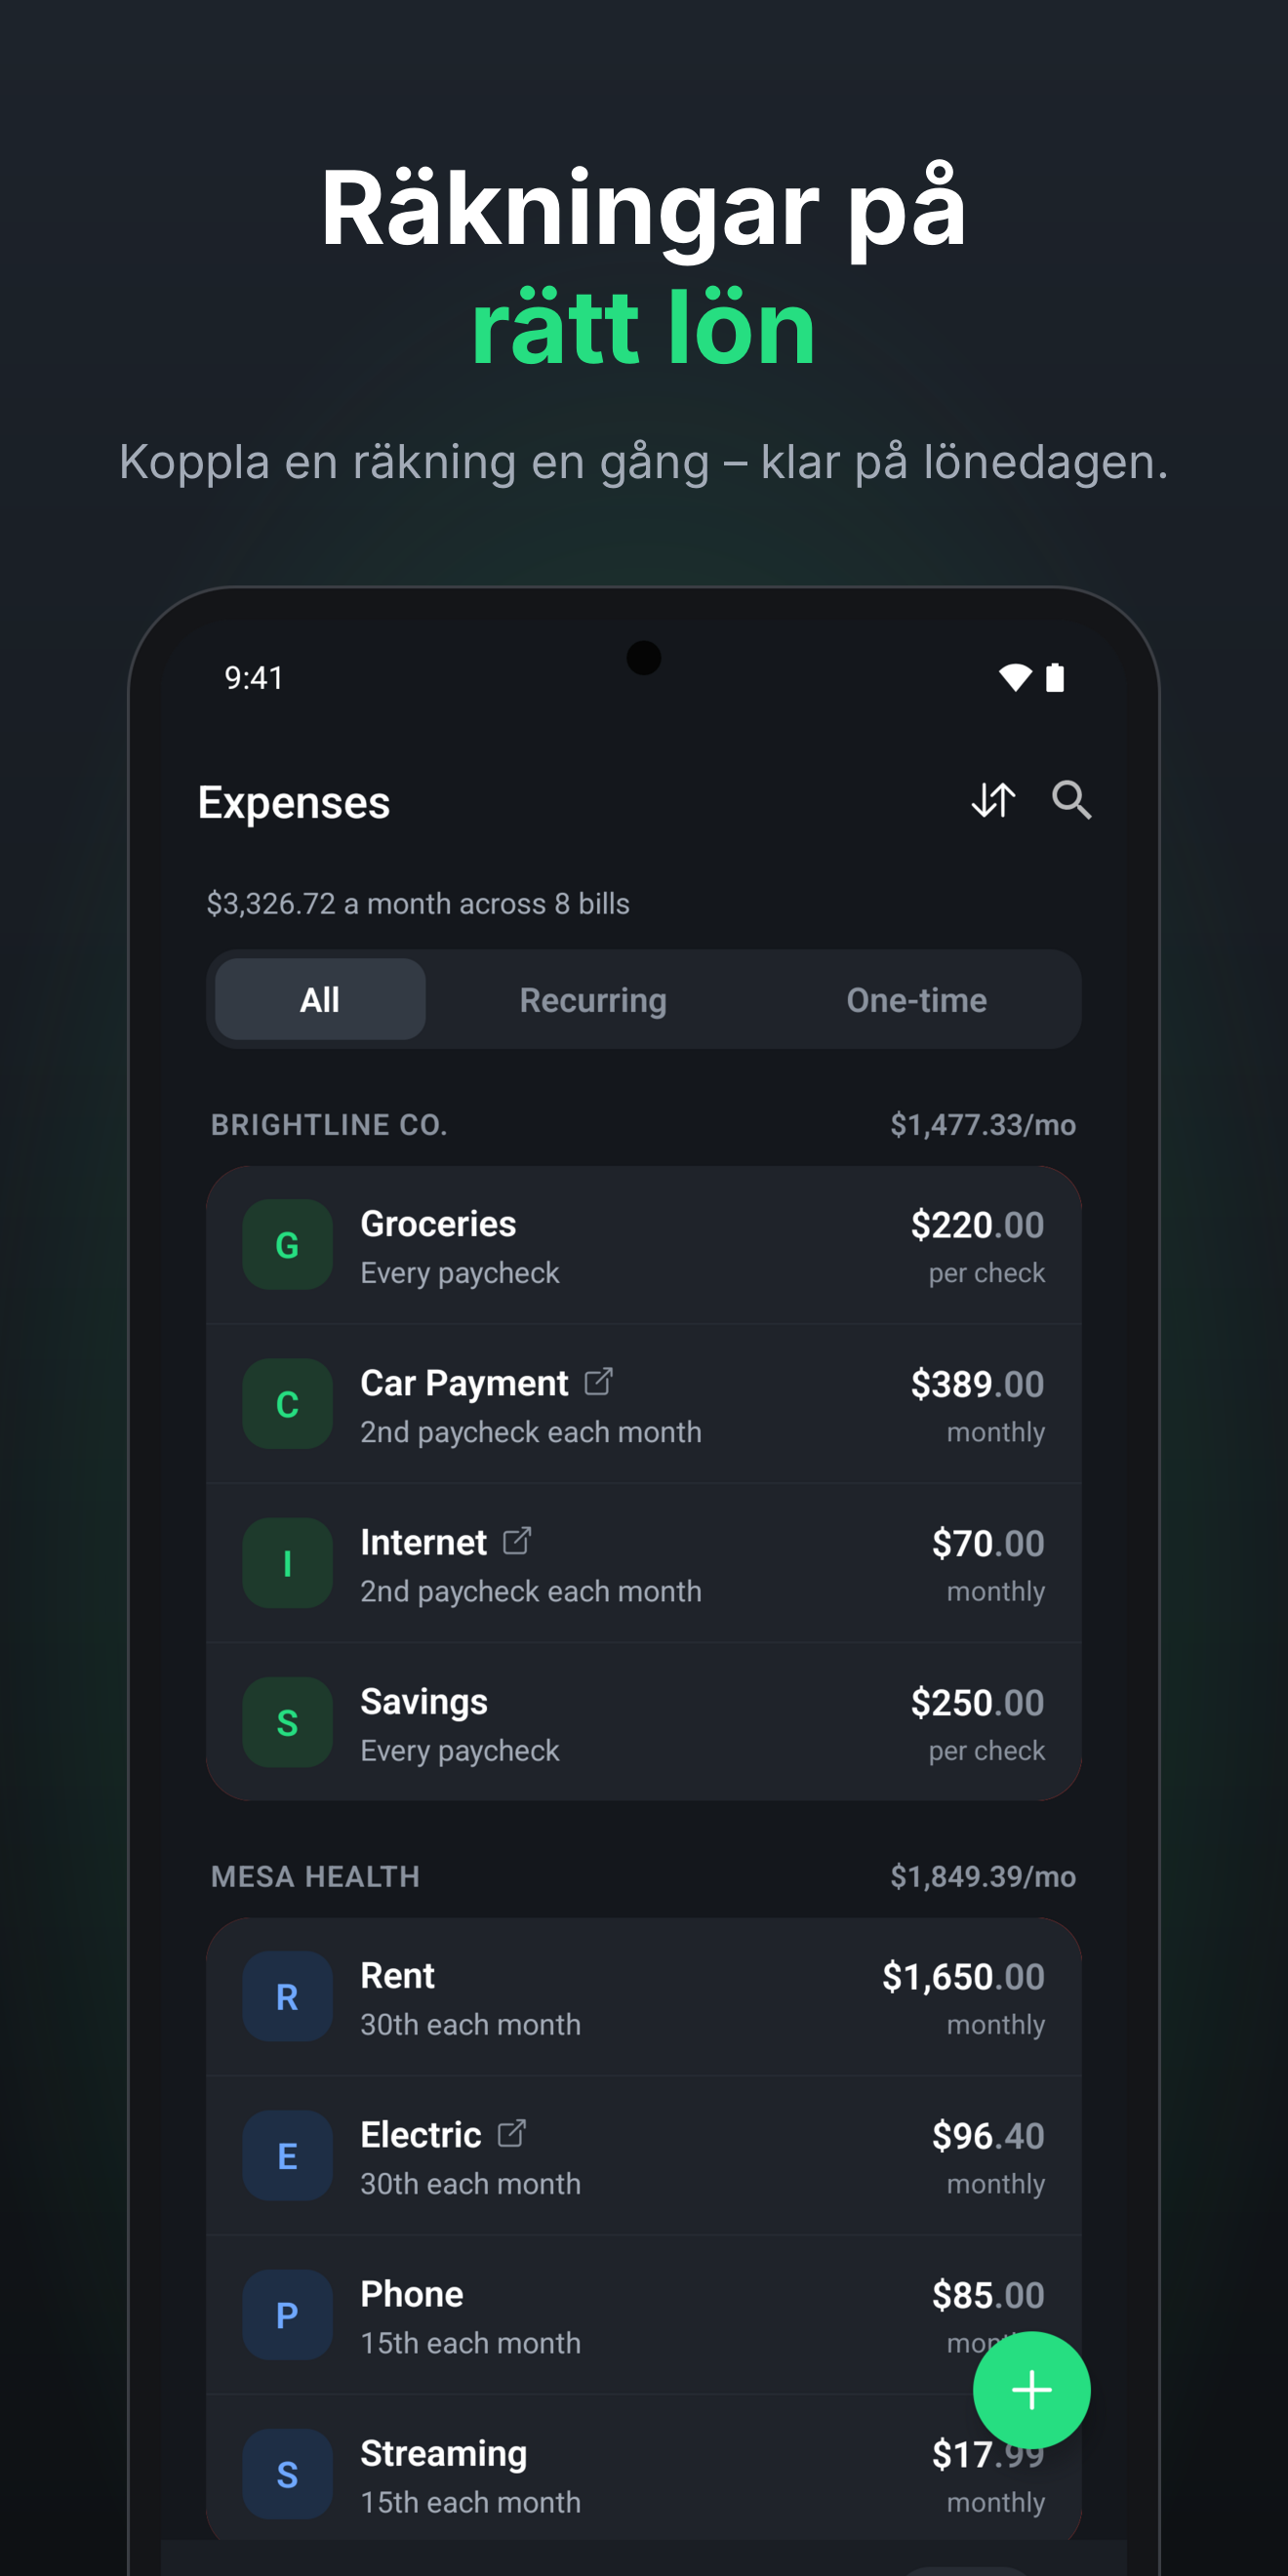 Räkningar på
rätt lön
Koppla en räkning en gång – klar på lönedagen.
9:41
Expenses
$3,326.72 a month across 8 bills
All Recurring One-time
BRIGHTLINE CO. $1,477.33/mo
G Groceries $220.00
Every paycheck per check
C Car Payment $389.00
2nd paycheck each month monthly
I Internet $70.00
2nd paycheck each month monthly
S Savings $250.00
Every paycheck per check
MESA HEALTH $1,849.39/mo
R Rent $1,650.00
30th each month monthly
E Electric $96.40
30th each month monthly
P Phone $85.00
15th each month
S Streaming $17.99
15th each month monthly